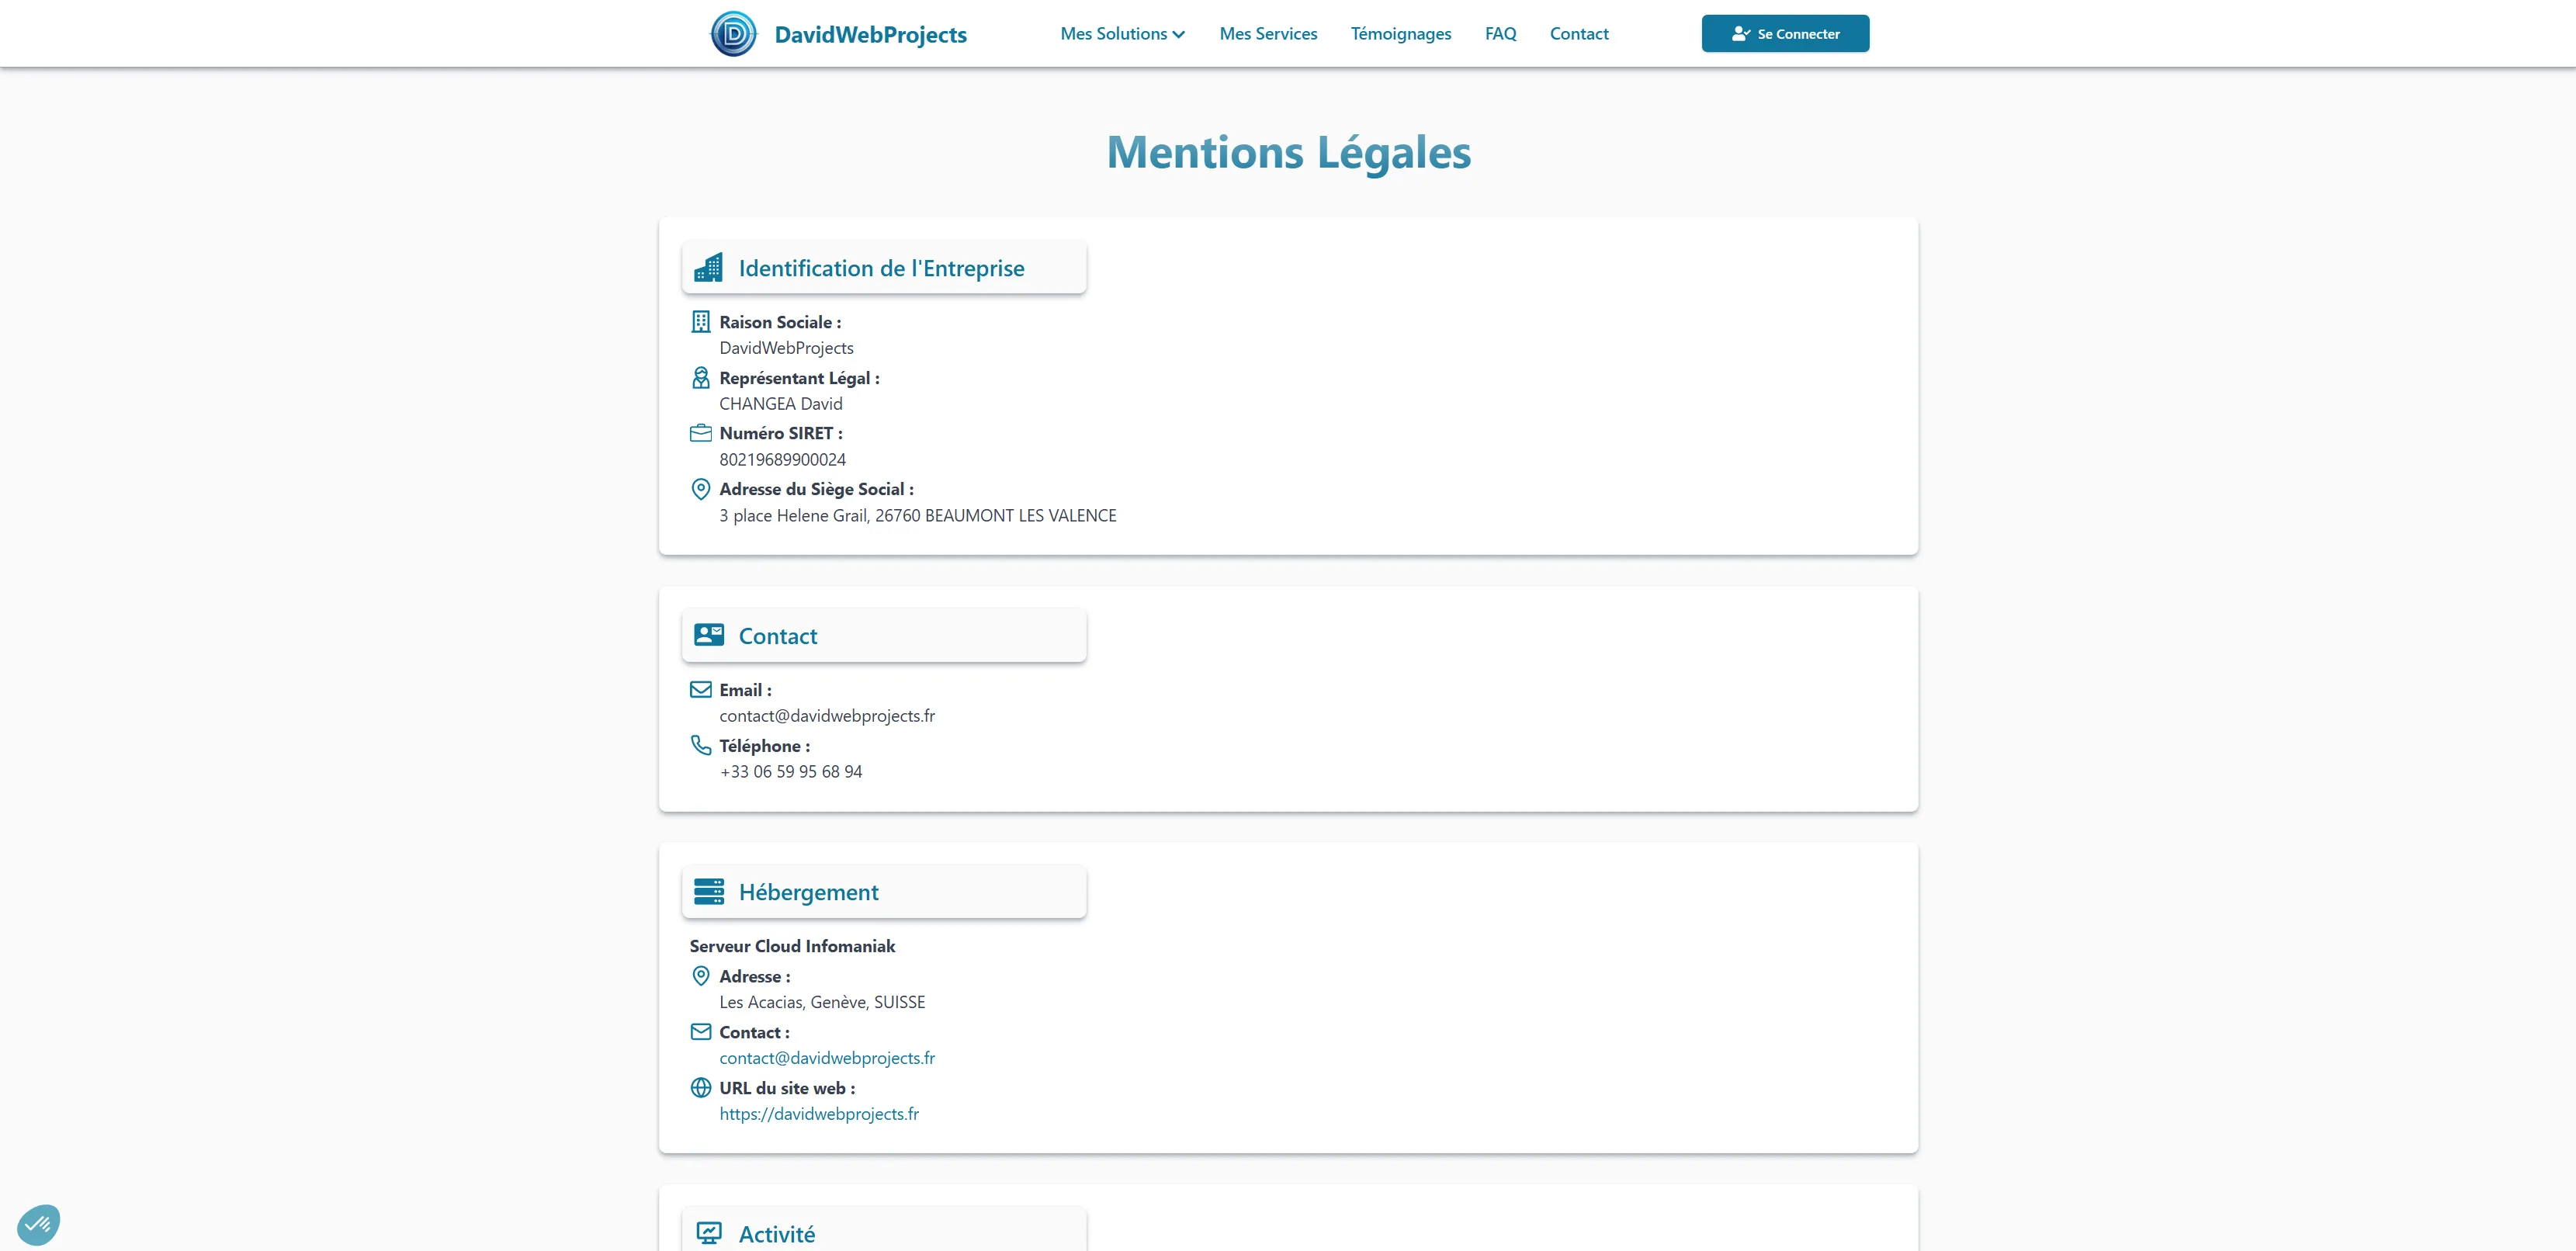 DavidWebProjects
Mes Solutions
Mes Services
Témoignages
FAQ
Contact
Se Connecter
Mentions Légales
Identification de l'Entreprise
Raison Sociale :
DavidWebProjects
Représentant Légal :
CHANGEA David
Numéro SIRET :
80219689900024
Adresse du Siège Social :
3 place Helene Grail, 26760 BEAUMONT LES VALENCE
Contact
Email :
contact@davidwebprojects.fr
Téléphone :
+33 06 59 95 68 94
Hébergement
Serveur Cloud Infomaniak
Adresse :
Les Acacias, Genève, SUISSE
Contact :
contact@davidwebprojects.fr
URL du site web :
https://davidwebprojects.fr
Activité